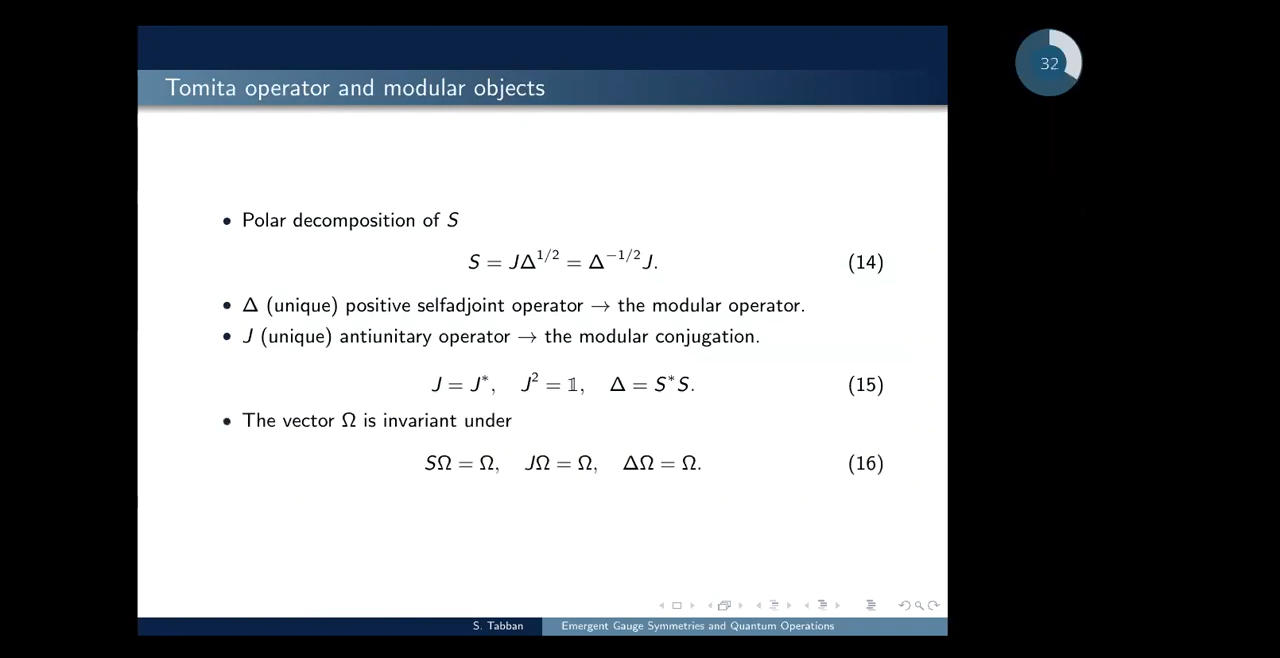 32
Tomita operator and modular objects
• Polar decomposition of S
S = JΔ^{1/2} = Δ^{−1/2}J. (14)
• Δ (unique) positive selfadjoint operator → the modular operator.
• J (unique) antiunitary operator → the modular conjugation.
J = J*, J² = 𝟙, Δ = S*S. (15)
• The vector Ω is invariant under
SΩ = Ω, JΩ = Ω, ΔΩ = Ω. (16)
S. Tabban Emergent Gauge Symmetries and Quantum Operations